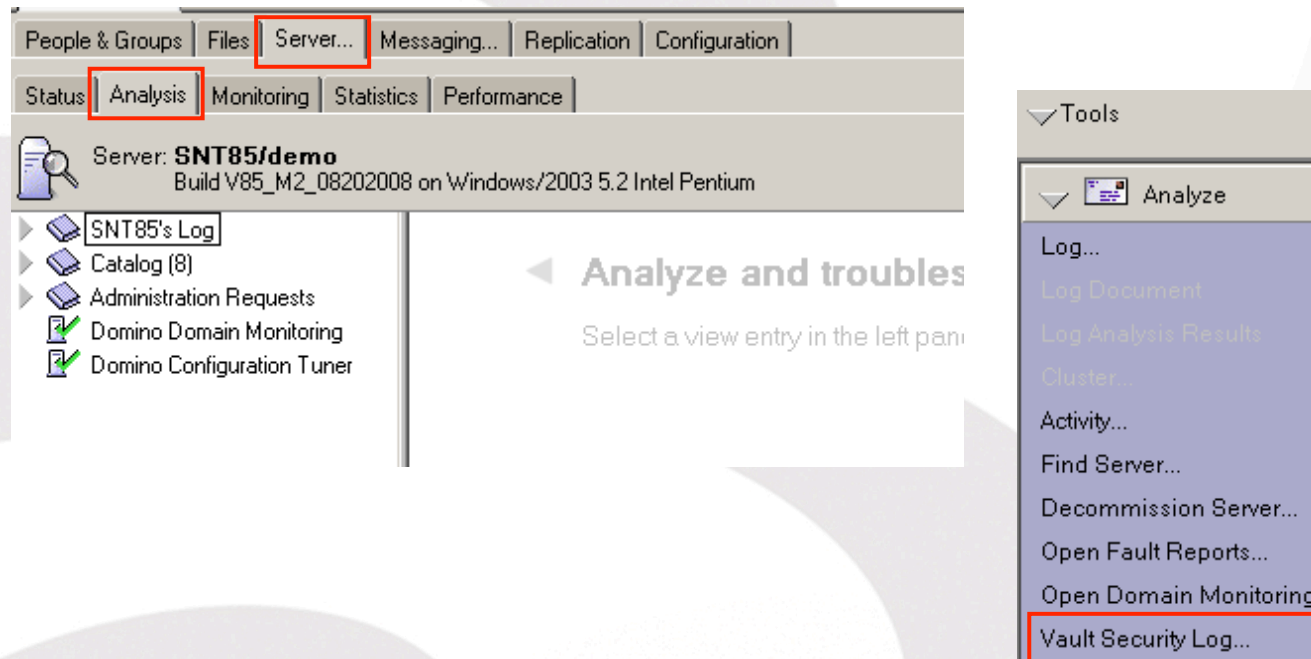 People & Groups Files Server... Messaging... Replication Configuration
Status Analysis Monitoring Statistics Performance
Server: SNT85/demo
Build V85_M2_08202008 on Windows/2003 5.2 Intel Pentium
SNT85's Log
Catalog (8)
Administration Requests
Domino Domain Monitoring
Domino Configuration Tuner
Analyze and troubles
Select a view entry in the left pan
Tools
Analyze
Log...
Log Document
Log Analysis Results
Cluster...
Activity...
Find Server...
Decommission Server...
Open Fault Reports...
Open Domain Monitoring
Vault Security Log...